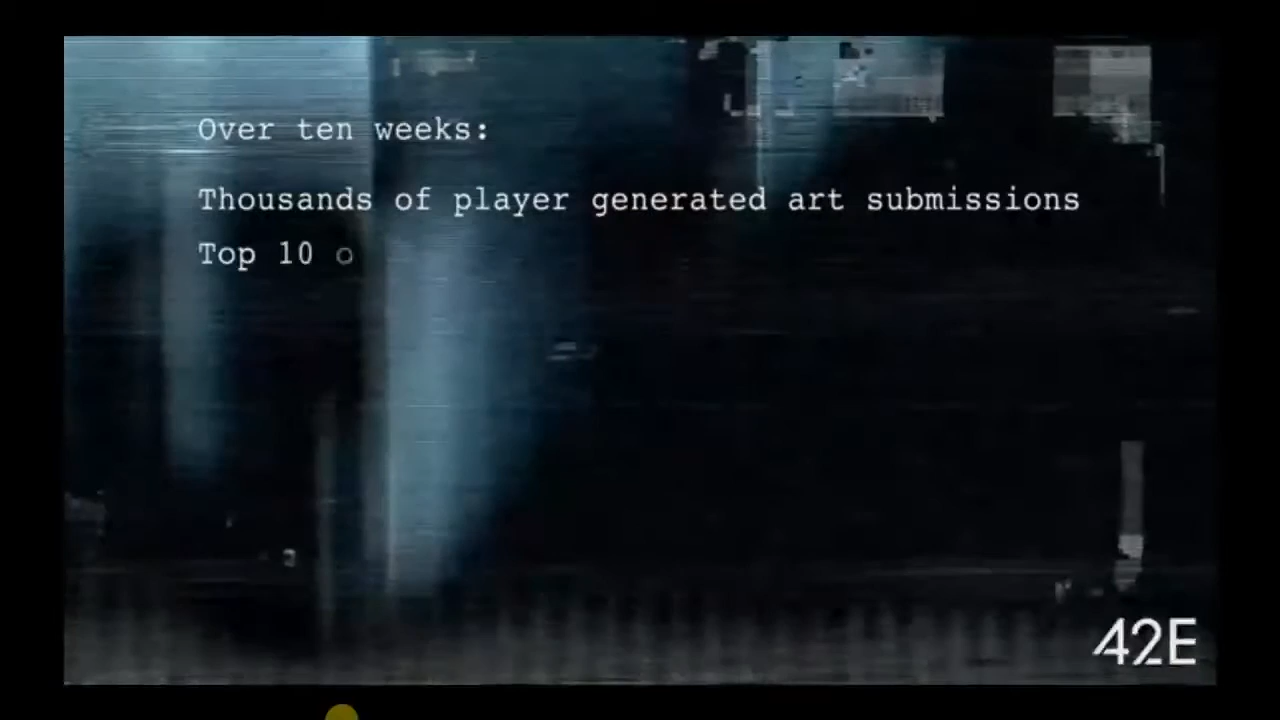 Over ten weeks:
Thousands of player generated art submissions
Top 10 o
42E